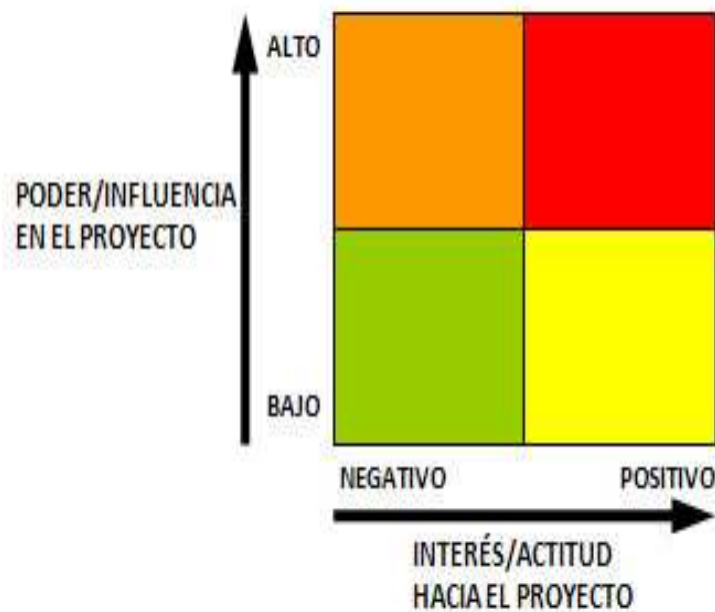 ALTO
PODER/INFLUENCIA
EN EL PROYECTO
BAJO
NEGATIVO
POSITIVO
INTERÉS/ACTITUD
HACIA EL PROYECTO